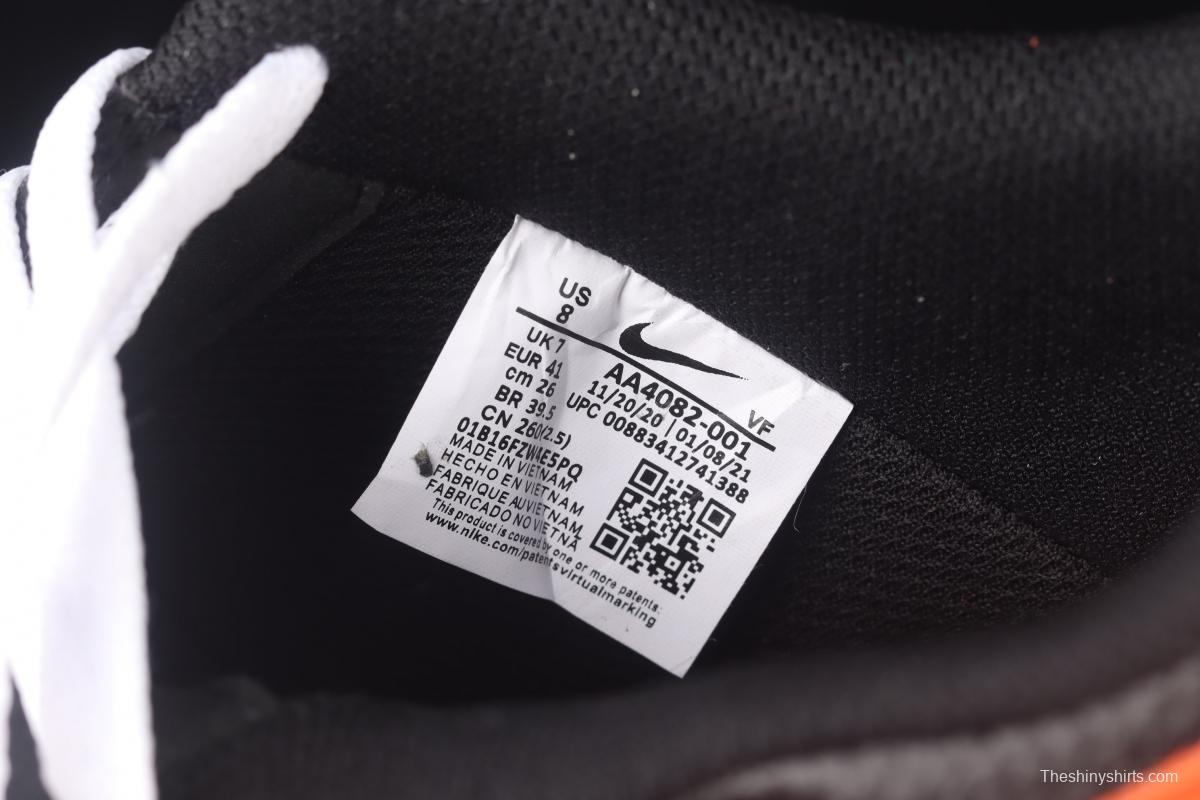 US
8
UK 7
EUR 41
cm 26
BR 39.5
CN 260(2.5)
01B16FZWAE5PQ
MADE IN VIETNAM
HECHO EN VIETNAM
FABRIQUE AU VIETNAM
FABRICADO NO VIETNÃ
This product is covered by one or more patents:
www.nike.com/patentsvirtualmarking
VF
AA4082-001
11/20/20 | 01/08/21
UPC 00883412741388
Theshinyshirts.com